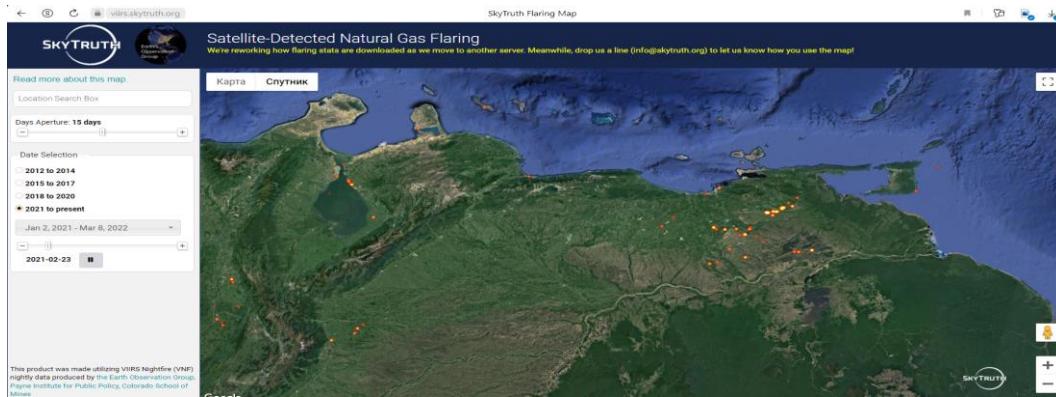 viirs.skytruth.org
SkyTruth Flaring Map
SKYTRUTH
Earth Observation Group
Satellite-Detected Natural Gas Flaring
We're reworking how flaring stats are downloaded as we move to another server. Meanwhile, drop us a line (info@skytruth.org) to let us know how you use the map!
Read more about this map.
Location Search Box
Days Aperture: 15 days
Date Selection
2012 to 2014
2015 to 2017
2018 to 2020
2021 to present
Jan 2, 2021 - Mar 8, 2022
2021-02-23
This product was made utilizing VIIRS Nightfire (VNF)
nightly data produced by the Earth Observation Group,
Payne Institute for Public Policy, Colorado School of
Mines
Карта Спутник
Google
SKYTRUTH